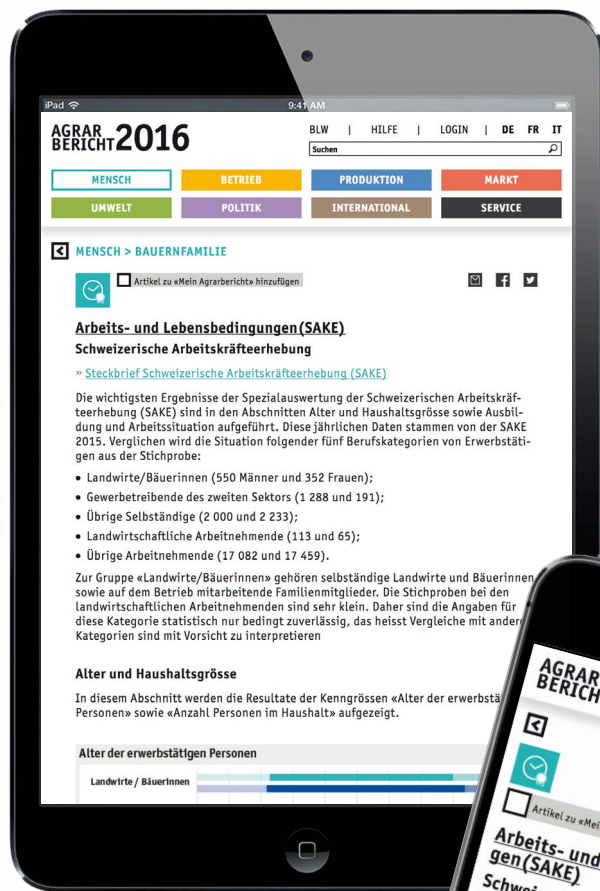 iPad
9:41 AM
AGRAR
BERICHT 2016
BLW | HILFE | LOGIN | DE FR IT
Suchen
MENSCH BETRIEB PRODUKTION MARKT
UMWELT POLITIK INTERNATIONAL SERVICE
MENSCH > BAUERNFAMILIE
Artikel zu «Mein Agrarbericht» hinzufügen
Arbeits- und Lebensbedingungen(SAKE)
Schweizerische Arbeitskräfteerhebung
» Steckbrief Schweizerische Arbeitskräfteerhebung (SAKE)
Die wichtigsten Ergebnisse der Spezialauswertung der Schweizerischen Arbeitskräf-
teerhebung (SAKE) sind in den Abschnitten Alter und Haushaltsgrösse sowie Ausbil-
dung und Arbeitssituation aufgeführt. Diese jährlichen Daten stammen von der SAKE
2015. Verglichen wird die Situation folgender fünf Berufskategorien von Erwerbstäti-
gen aus der Stichprobe:
• Landwirte/Bäuerinnen (550 Männer und 352 Frauen);
• Gewerbetreibende des zweiten Sektors (1 288 und 191);
• Übrige Selbständige (2 000 und 2 233);
• Landwirtschaftliche Arbeitnehmende (113 und 65);
• Übrige Arbeitnehmende (17 082 und 17 459).
Zur Gruppe «Landwirte/Bäuerinnen» gehören selbständige Landwirte und Bäuerinnen
sowie auf dem Betrieb mitarbeitende Familienmitglieder. Die Stichproben bei den
landwirtschaftlichen Arbeitnehmenden sind sehr klein. Daher sind die Angaben für
diese Kategorie statistisch nur bedingt zuverlässig, das heisst Vergleiche mit ander
Kategorien sind mit Vorsicht zu interpretieren
Alter und Haushaltsgrösse
In diesem Abschnitt werden die Resultate der Kenngrössen «Alter der erwerbstä
Personen» sowie «Anzahl Personen im Haushalt» aufgezeigt.
Alter der erwerbstätigen Personen
Landwirte / Bäuerinnen
AGRAR
BERICH
Artikel zu «Mei
Arbeits- und
gen(SAKE)
Schwei